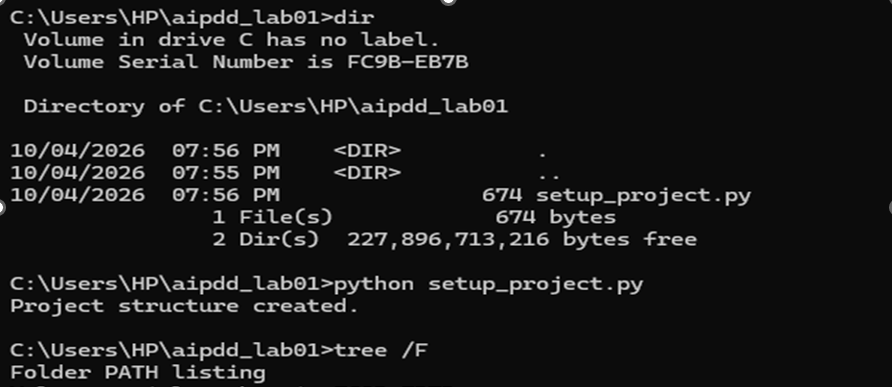 C:\Users\HP\aipdd_lab01>dir
Volume in drive C has no label.
Volume Serial Number is FC9B-EB7B
Directory of C:\Users\HP\aipdd_lab01
10/04/2026 07:56 PM <DIR> .
10/04/2026 07:55 PM <DIR> ..
10/04/2026 07:56 PM 674 setup_project.py
1 File(s) 674 bytes
2 Dir(s) 227,896,713,216 bytes free
C:\Users\HP\aipdd_lab01>python setup_project.py
Project structure created.
C:\Users\HP\aipdd_lab01>tree /F
Folder PATH listing